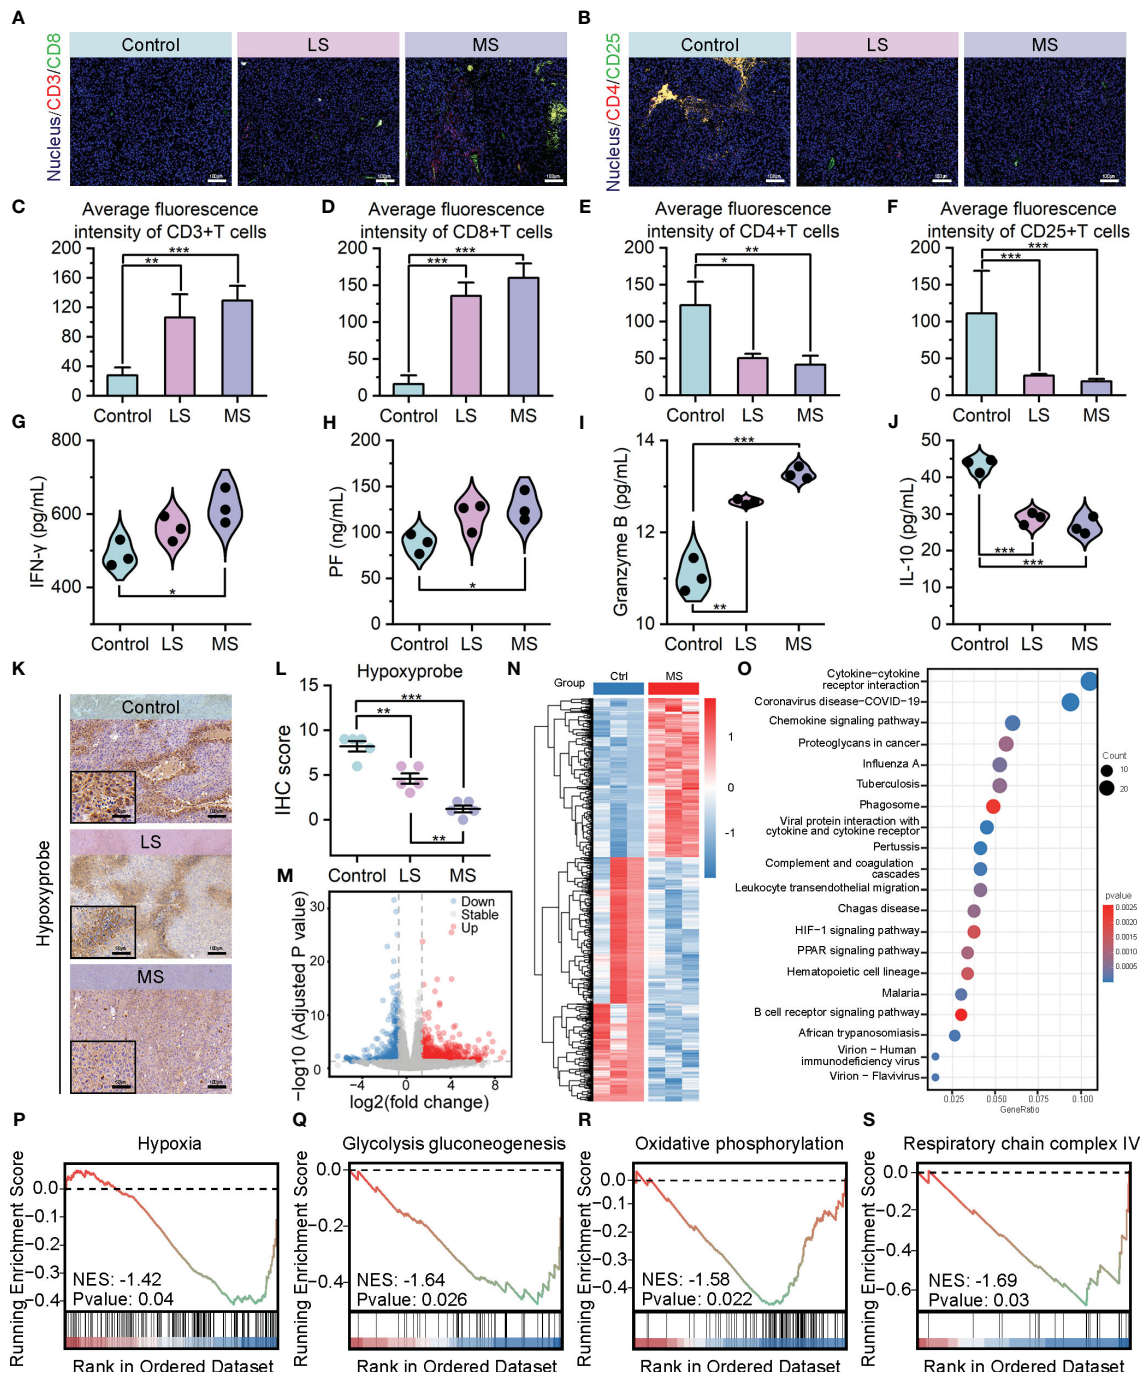 A
B
Control
LS
MS
Control
LS
MS
Nucleus/CD3/CD8
Nucleus/CD4/CD25
100μm
100μm
100μm
100μm
100μm
100μm
C
D
E
F
Average fluorescence
intensity of CD3+T cells
Average fluorescence
intensity of CD8+T cells
Average fluorescence
intensity of CD4+T cells
Average fluorescence
intensity of CD25+T cells
200
160
120
80
40
0
**
***
Control
LS
MS
200
150
100
50
0
***
***
Control
LS
MS
200
150
100
50
0
*
**
Control
LS
MS
200
150
100
50
0
***
***
Control
LS
MS
G
H
I
J
IFN-γ (pg/mL)
800
600
400
*
Control
LS
MS
PF (ng/mL)
200
150
100
50
0
*
Control
LS
MS
Granzyme B (pg/mL)
14
12
10
***
**
Control
LS
MS
IL-10 (pg/mL)
50
40
30
20
10
0
***
***
Control
LS
MS
K
Hypoxyprobe
Control
LS
MS
50μm
100μm
50μm
100μm
50μm
100μm
L
Hypoxyprobe
IHC score
15
10
5
0
***
**
**
Control
LS
MS
M
−log10 (Adjusted P value)
30
20
10
0
Down
Stable
Up
−4
0
4
8
log2(fold change)
N
Group
Ctrl
MS
1
0
-1
O
Cytokine−cytokine
receptor interaction
Coronavirus disease−COVID−19
Chemokine signaling pathway
Proteoglycans in cancer
Influenza A
Tuberculosis
Phagosome
Viral protein interaction with
cytokine and cytokine receptor
Pertussis
Complement and coagulation
cascades
Leukocyte transendothelial migration
Chagas disease
HIF−1 signaling pathway
PPAR signaling pathway
Hematopoietic cell lineage
Malaria
B cell receptor signaling pathway
African trypanosomiasis
Virion − Human
immunodeficiency virus
Virion − Flavivirus
0.025
0.050
0.075
0.100
GeneRatio
Count
10
20
pvalue
0.0025
0.0020
0.0015
0.0010
0.0005
P
Hypoxia
Running Enrichment Score
0.0
−0.1
−0.2
−0.3
−0.4
NES: -1.42
Pvalue: 0.04
Rank in Ordered Dataset
Q
Glycolysis gluconeogenesis
Running Enrichment Score
0.0
−0.2
−0.4
NES: -1.64
Pvalue: 0.026
Rank in Ordered Dataset
R
Oxidative phosphorylation
Running Enrichment Score
0.0
−0.1
−0.2
−0.3
−0.4
NES: -1.58
Pvalue: 0.022
Rank in Ordered Dataset
S
Respiratory chain complex IV
Running Enrichment Score
0.0
−0.2
−0.4
−0.6
NES: -1.69
Pvalue: 0.03
Rank in Ordered Dataset